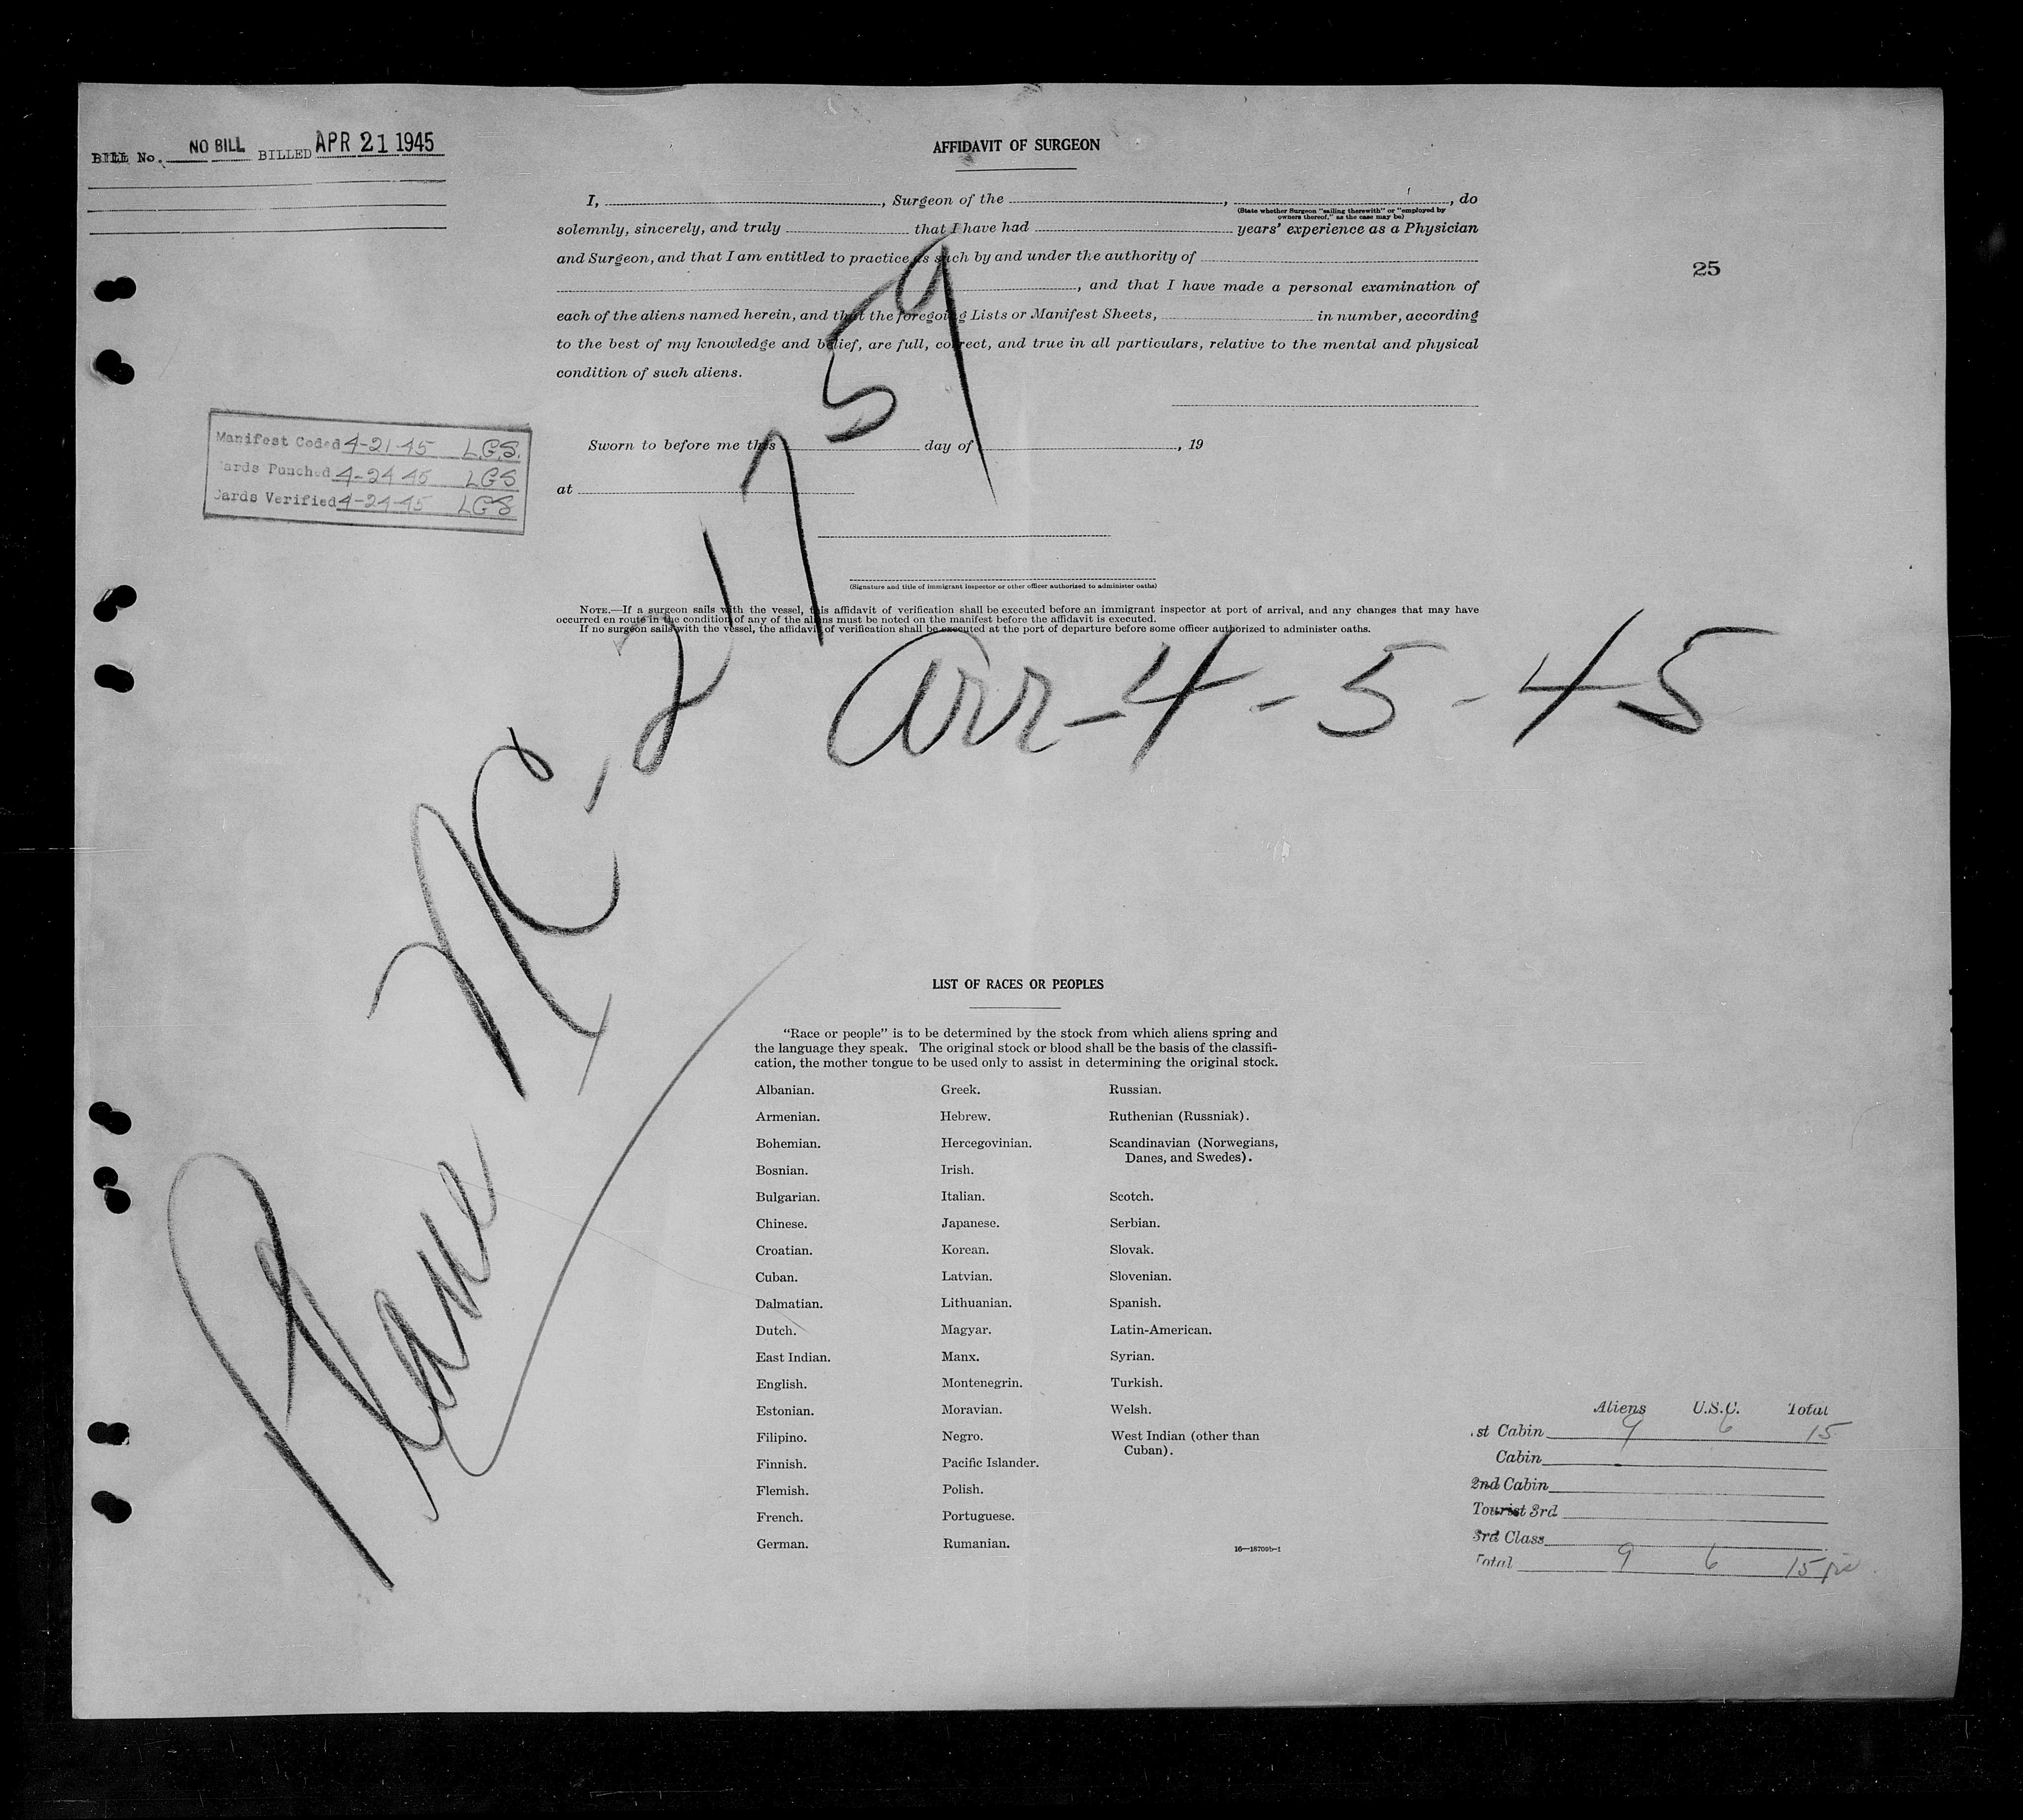 BILL No. NO BILL BILLED APR 21 1945
AFFIDAVIT OF SURGEON
I, , Surgeon of the , , do
(State whether Surgeon "sailing therewith" or "employed by
owners thereof," as the case may be)
solemnly, sincerely, and truly that I have had years' experience as a Physician
and Surgeon, and that I am entitled to practice as such by and under the authority of
, and that I have made a personal examination of
each of the aliens named herein, and that the foregoing Lists or Manifest Sheets, in number, according
to the best of my knowledge and belief, are full, correct, and true in all particulars, relative to the mental and physical
condition of such aliens.
25
Manifest Coded 4-21-45 L.G.S.
Cards Punched 4-24-45 LGS
Cards Verified 4-24-45 LGS
Sworn to before me this day of , 19
at
(Signature and title of immigrant inspector or other officer authorized to administer oaths)
NOTE.—If a surgeon sails with the vessel, this affidavit of verification shall be executed before an immigrant inspector at port of arrival, and any changes that may have
occurred en route in the condition of any of the aliens must be noted on the manifest before the affidavit is executed.
If no surgeon sails with the vessel, the affidavit of verification shall be executed at the port of departure before some officer authorized to administer oaths.
Plane NC-21759
Arr-4-5-45
LIST OF RACES OR PEOPLES
"Race or people" is to be determined by the stock from which aliens spring and
the language they speak. The original stock or blood shall be the basis of the classifi-
cation, the mother tongue to be used only to assist in determining the original stock.
Albanian. Greek. Russian.
Armenian. Hebrew. Ruthenian (Russniak).
Bohemian. Hercegovinian. Scandinavian (Norwegians,
Danes, and Swedes).
Bosnian. Irish.
Bulgarian. Italian. Scotch.
Chinese. Japanese. Serbian.
Croatian. Korean. Slovak.
Cuban. Latvian. Slovenian.
Dalmatian. Lithuanian. Spanish.
Dutch. Magyar. Latin-American.
East Indian. Manx. Syrian.
English. Montenegrin. Turkish.
Estonian. Moravian. Welsh.
Filipino. Negro. West Indian (other than
Cuban).
Finnish. Pacific Islander.
Flemish. Polish.
French. Portuguese.
German. Rumanian.
16—18709b-1
Aliens U.S.C. Total
1st Cabin 9 6 15
Cabin
2nd Cabin
Tourist 3rd
3rd Class
Total 9 6 15